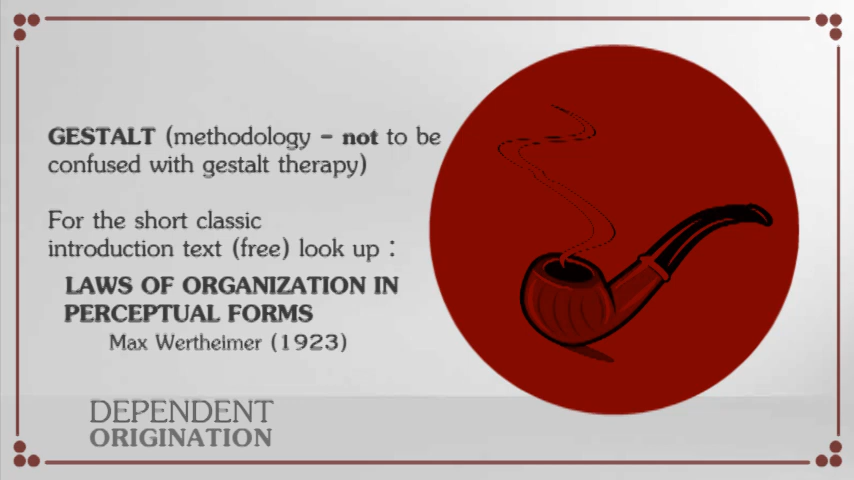 GESTALT (methodology – not to be
confused with gestalt therapy)
For the short classic
introduction text (free) look up :
LAWS OF ORGANIZATION IN
PERCEPTUAL FORMS
Max Wertheimer (1923)
DEPENDENT
ORIGINATION